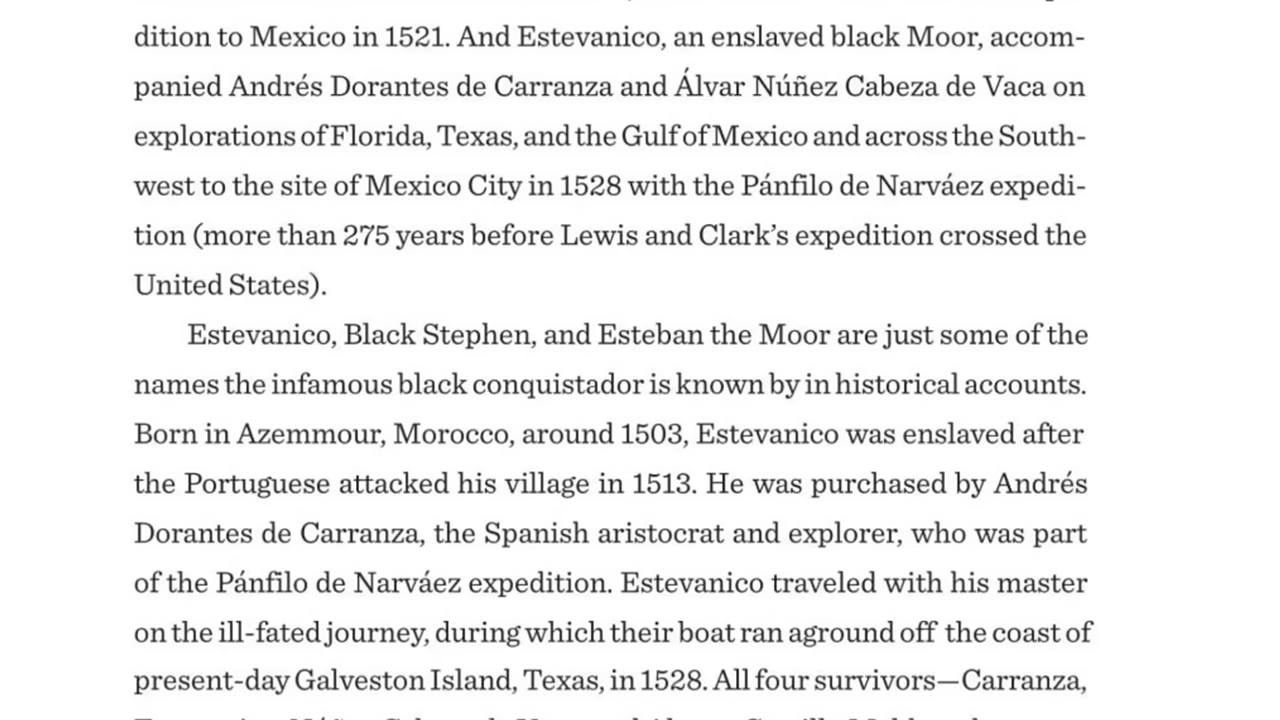 dition to Mexico in 1521. And Estevanico, an enslaved black Moor, accom-
panied Andrés Dorantes de Carranza and Álvar Núñez Cabeza de Vaca on
explorations of Florida, Texas, and the Gulf of Mexico and across the South-
west to the site of Mexico City in 1528 with the Pánfilo de Narváez expedi-
tion (more than 275 years before Lewis and Clark’s expedition crossed the
United States).
Estevanico, Black Stephen, and Esteban the Moor are just some of the
names the infamous black conquistador is known by in historical accounts.
Born in Azemmour, Morocco, around 1503, Estevanico was enslaved after
the Portuguese attacked his village in 1513. He was purchased by Andrés
Dorantes de Carranza, the Spanish aristocrat and explorer, who was part
of the Pánfilo de Narváez expedition. Estevanico traveled with his master
on the ill-fated journey, during which their boat ran aground off the coast of
present-day Galveston Island, Texas, in 1528. All four survivors—Carranza,